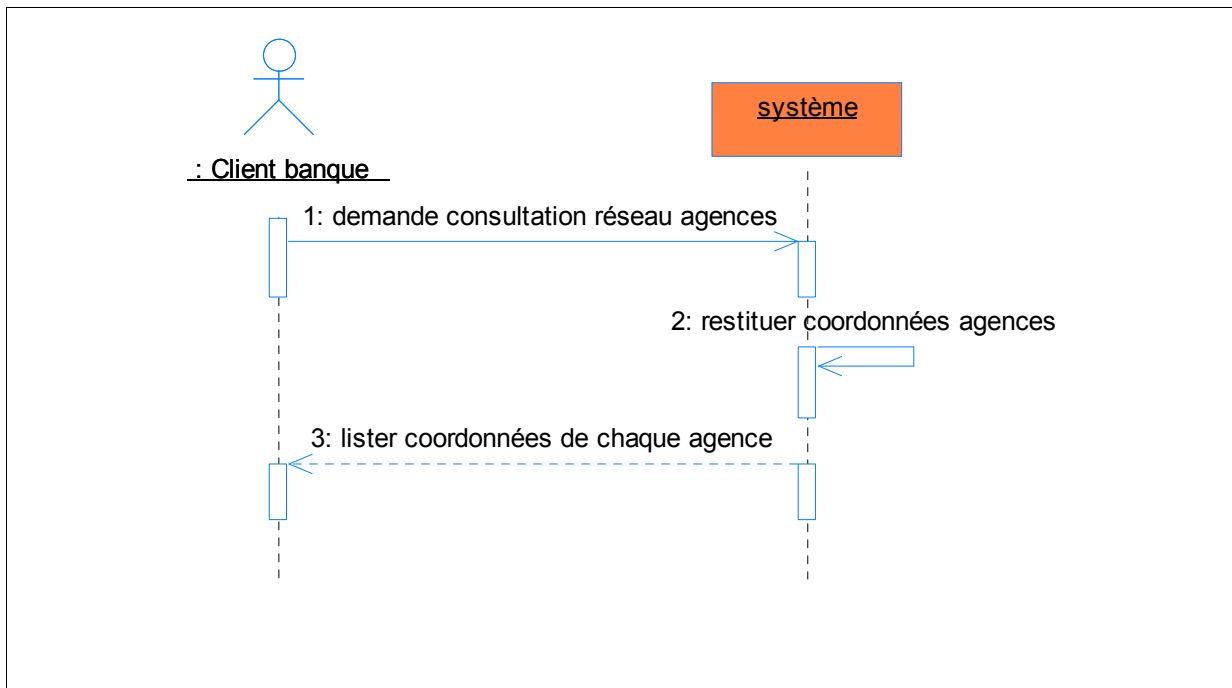 système
: Client banque
1: demande consultation réseau agences
2: restituer coordonnées agences
3: lister coordonnées de chaque agence